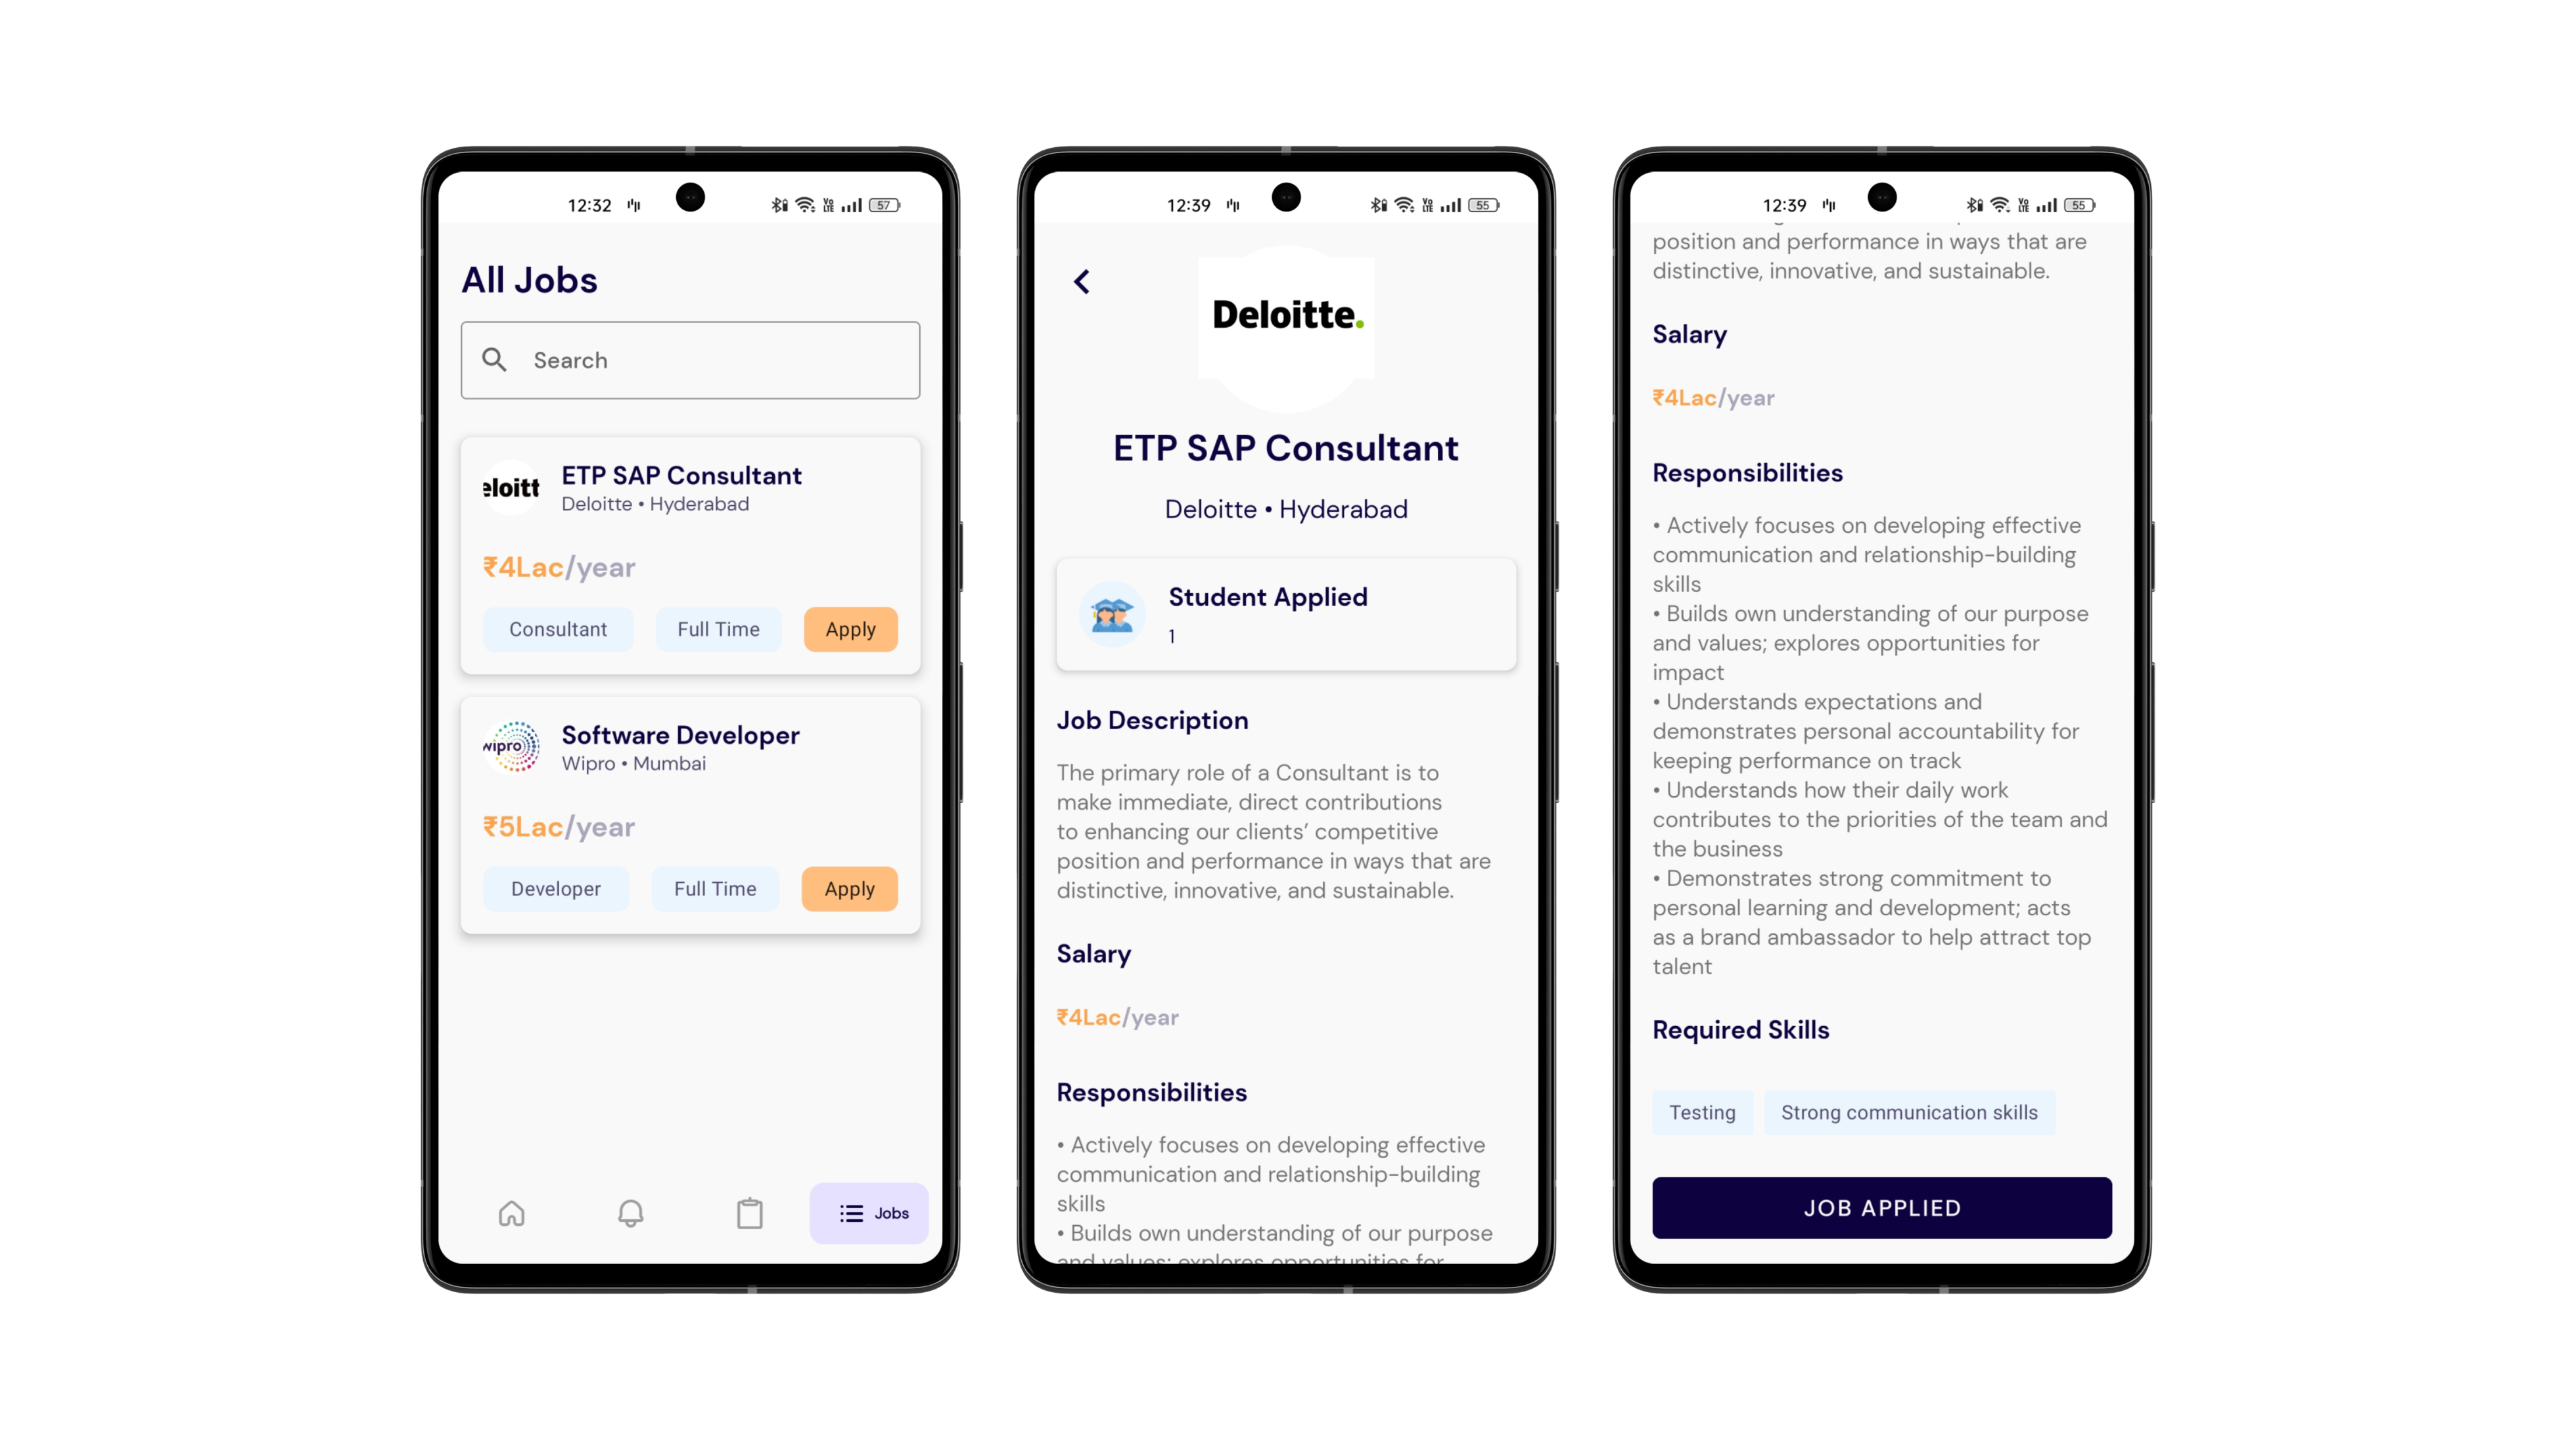 12:32
57
All Jobs
Search
eloitt
ETP SAP Consultant
Deloitte • Hyderabad
₹4Lac/year
Consultant
Full Time
Apply
wipro
Software Developer
Wipro • Mumbai
₹5Lac/year
Developer
Full Time
Apply
Jobs
12:39
55
Deloitte.
ETP SAP Consultant
Deloitte • Hyderabad
Student Applied
1
Job Description
The primary role of a Consultant is to
make immediate, direct contributions
to enhancing our clients’ competitive
position and performance in ways that are
distinctive, innovative, and sustainable.
Salary
₹4Lac/year
Responsibilities
• Actively focuses on developing effective
communication and relationship-building
skills
• Builds own understanding of our purpose
and values; explores opportunities for
12:39
55
position and performance in ways that are
distinctive, innovative, and sustainable.
Salary
₹4Lac/year
Responsibilities
• Actively focuses on developing effective
communication and relationship-building
skills
• Builds own understanding of our purpose
and values; explores opportunities for
impact
• Understands expectations and
demonstrates personal accountability for
keeping performance on track
• Understands how their daily work
contributes to the priorities of the team and
the business
• Demonstrates strong commitment to
personal learning and development; acts
as a brand ambassador to help attract top
talent
Required Skills
Testing
Strong communication skills
JOB APPLIED